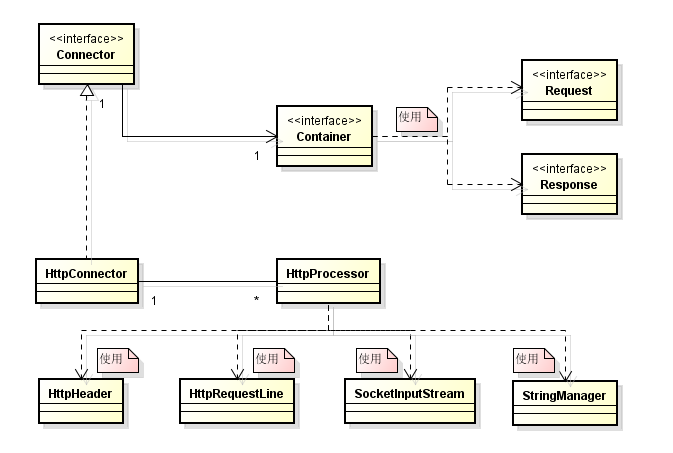 <<interface>>
Connector
1
<<interface>>
Container
1
使用
<<interface>>
Request
<<interface>>
Response
HttpConnector
1
*
HttpProcessor
使用
使用
使用
使用
HttpHeader
HttpRequestLine
SocketInputStream
StringManager